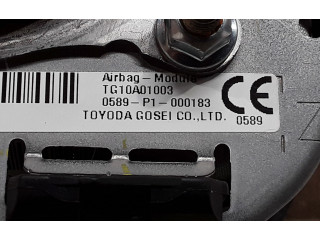 Airbag-Module
TG10A01003
0589-P1-000183
TOYODA GOSEI CO.,LTD.
CE
0589